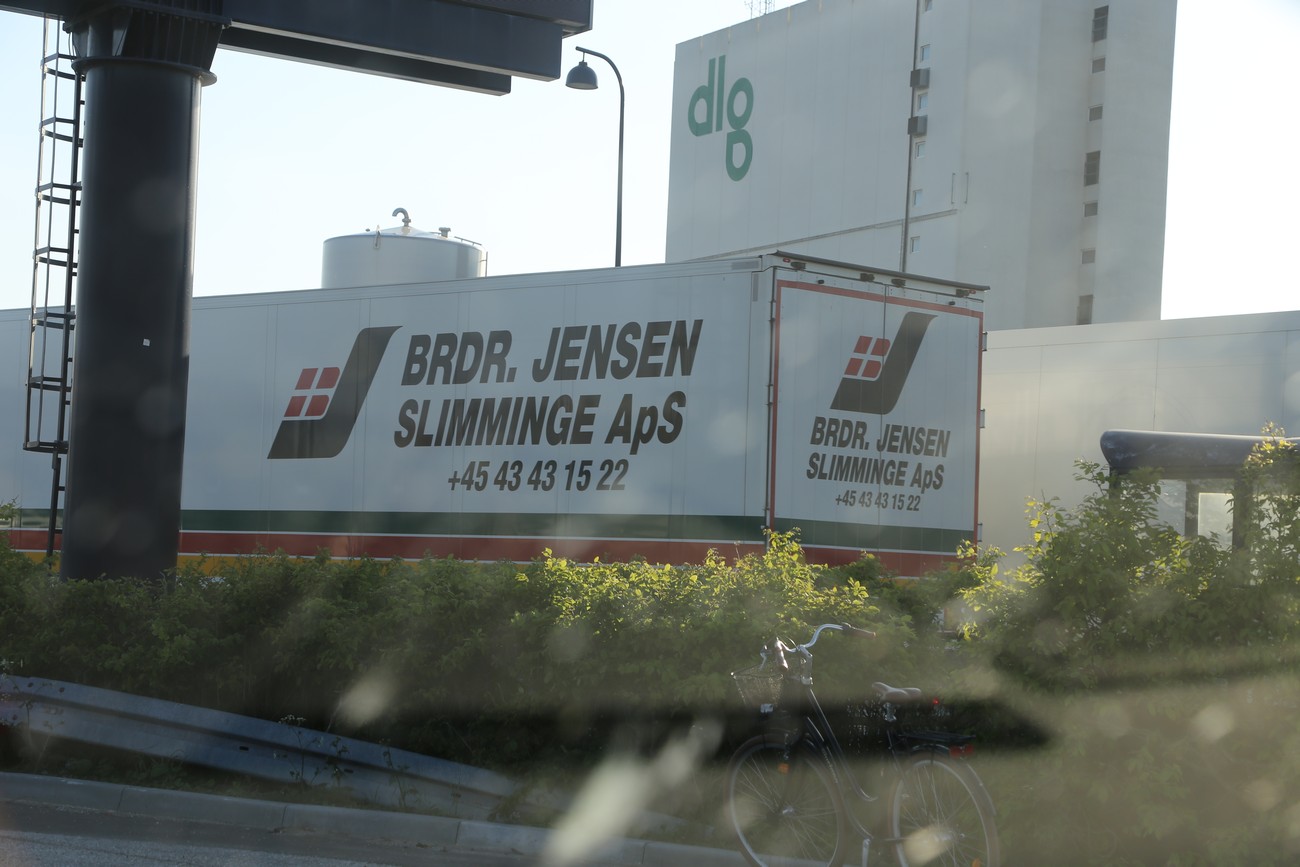 dlg
BRDR. JENSEN
SLIMMINGE ApS
+45 43 43 15 22
BRDR. JENSEN
SLIMMINGE ApS
+45 43 43 15 22